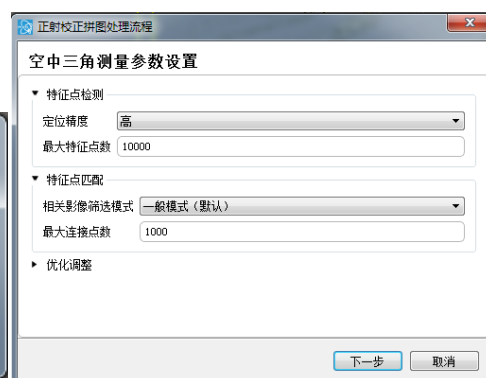 正射校正拼图处理流程
空中三角测量参数设置
特征点检测
定位精度 高
最大特征点数 10000
特征点匹配
相关影像筛选模式 一般模式（默认）
最大连接点数 1000
优化调整
下一步 取消